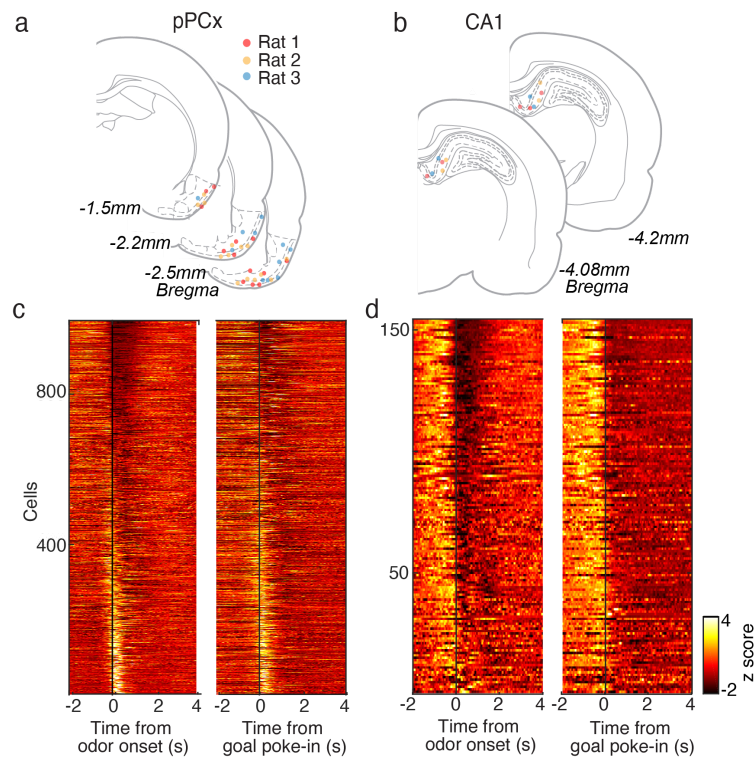 a
pPCx
Rat 1
Rat 2
Rat 3
-1.5mm
-2.2mm
-2.5mm
Bregma
b
CA1
-4.2mm
-4.08mm
Bregma
c
800
400
Cells
-2 0 2 4
Time from
odor onset (s)
-2 0 2 4
Time from
goal poke-in (s)
d
150
50
-2 0 2 4
Time from
odor onset (s)
-2 0 2 4
Time from
goal poke-in (s)
4
-2
z score